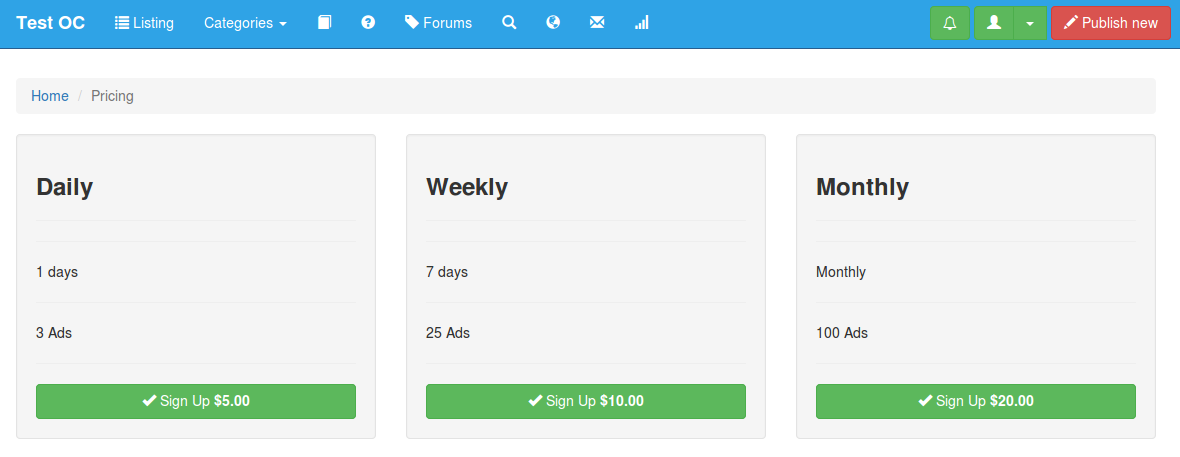 Test OC Listing Categories Forums Publish new
Home / Pricing
Daily
1 days
3 Ads
Sign Up $5.00
Weekly
7 days
25 Ads
Sign Up $10.00
Monthly
Monthly
100 Ads
Sign Up $20.00